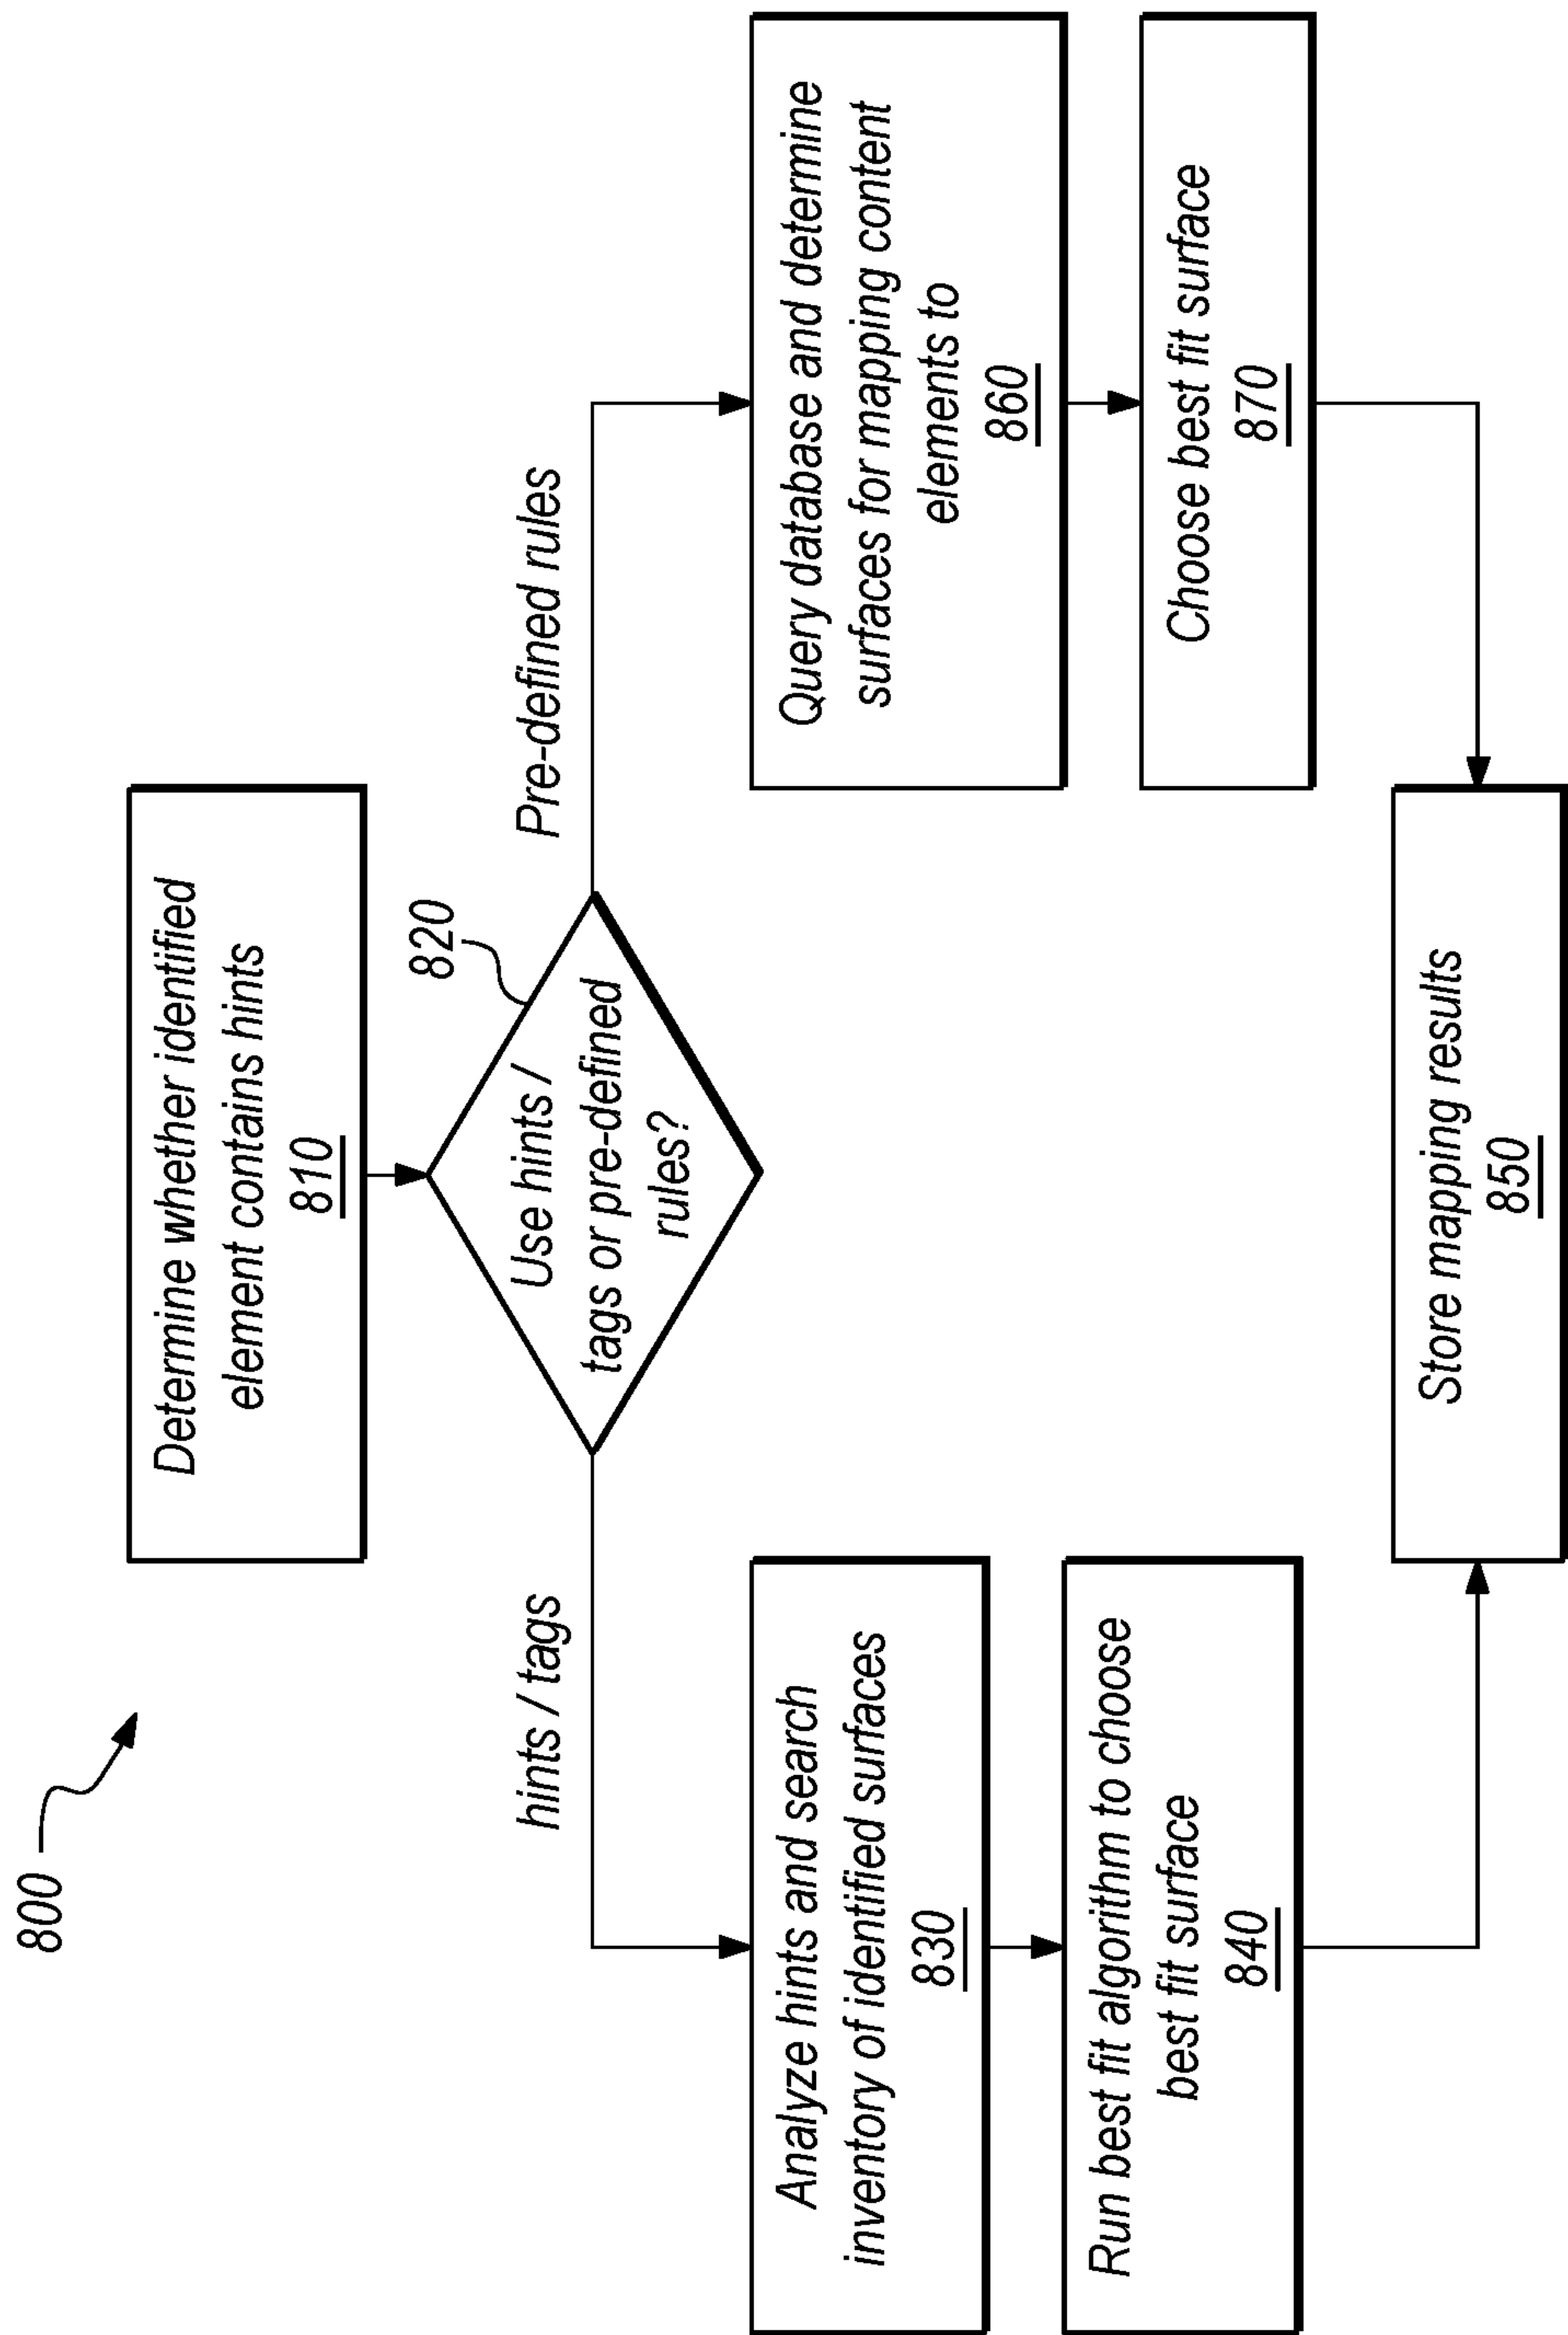 800
Determine whether identified
element contains hints
810
820
Use hints /
tags or pre-defined
rules?
hints / tags
Pre-defined rules
Analyze hints and search
inventory of identified surfaces
830
Run best fit algorithm to choose
best fit surface
840
Query database and determine
surfaces for mapping content
elements to
860
Choose best fit surface
870
Store mapping results
850